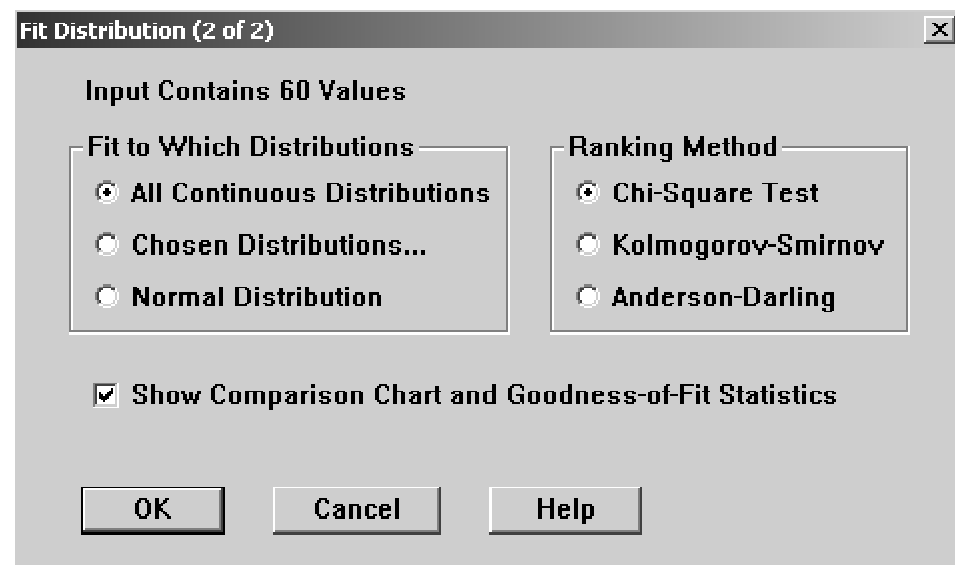 Fit Distribution (2 of 2)
Input Contains 60 Values
Fit to Which Distributions
All Continuous Distributions
Chosen Distributions...
Normal Distribution
Ranking Method
Chi-Square Test
Kolmogorov-Smirnov
Anderson-Darling
Show Comparison Chart and Goodness-of-Fit Statistics
OK
Cancel
Help